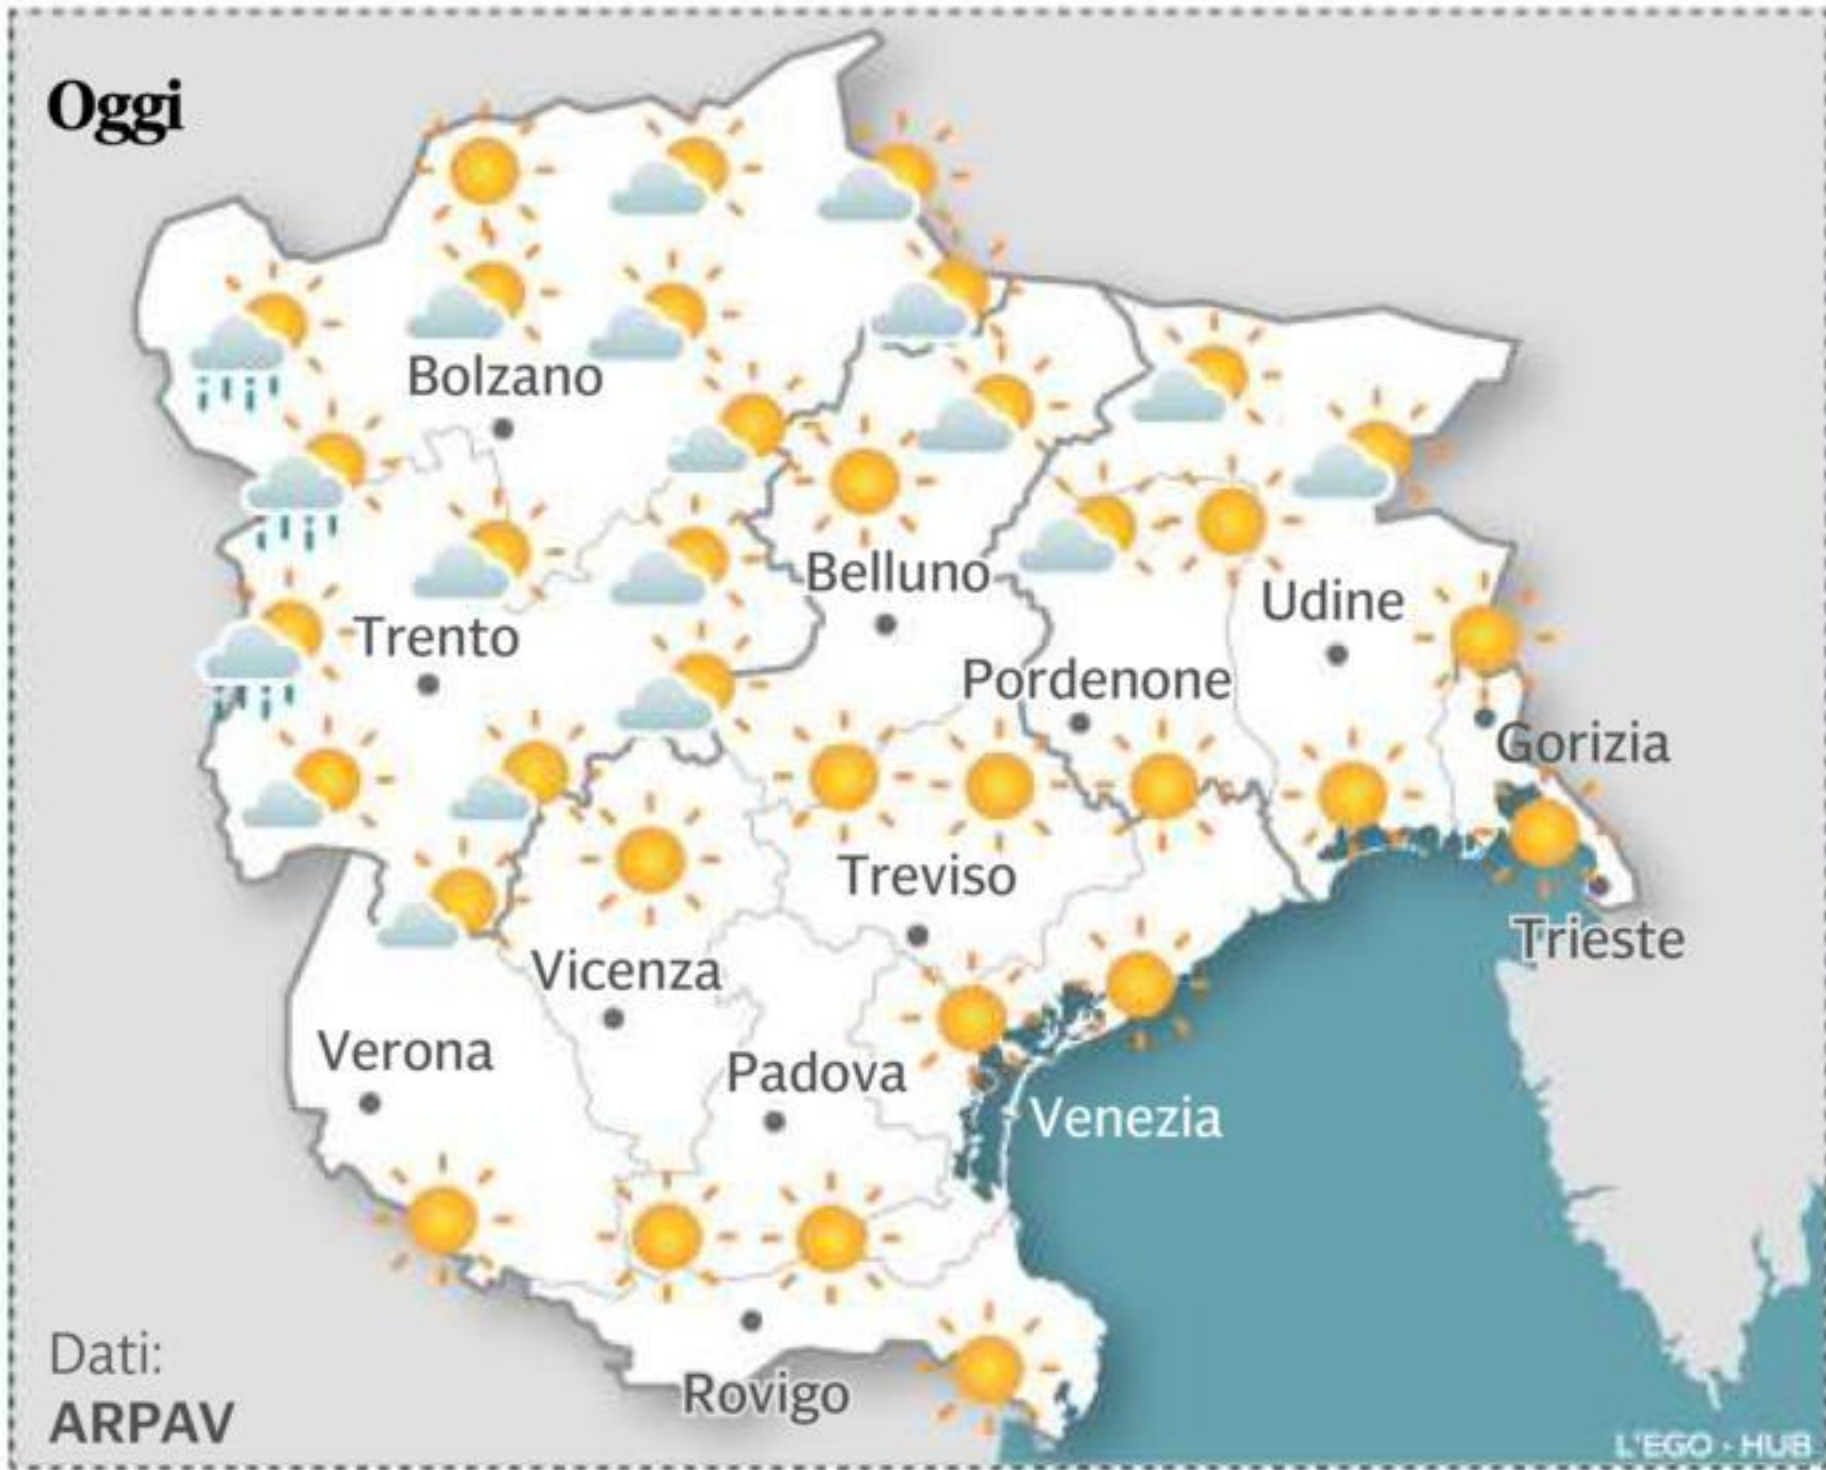 Oggi
Bolzano
Belluno
Udine
Trento
Pordenone
Gorizia
Treviso
Trieste
Vicenza
Verona
Padova
Venezia
Rovigo
Dati:
ARPAV
L'EGO - HUB